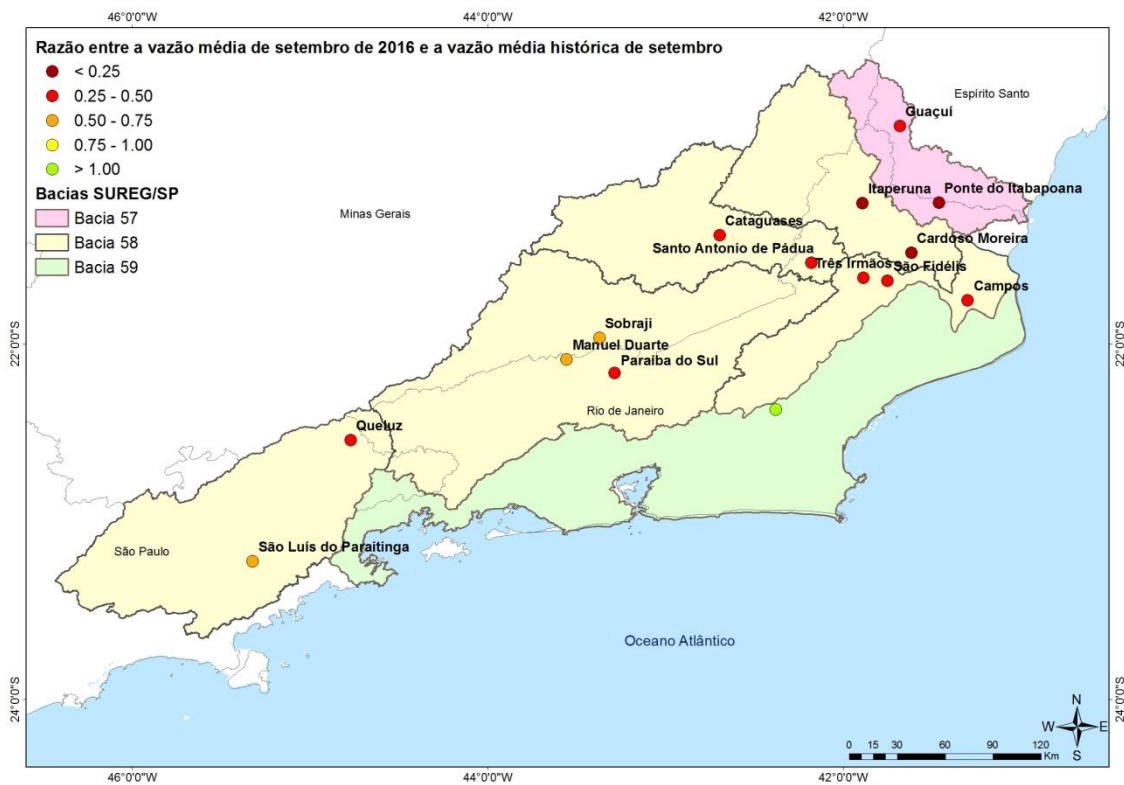 46°0'0"W
44°0'0"W
42°0'0"W
Razão entre a vazão média de setembro de 2016 e a vazão média histórica de setembro
< 0.25
0.25 - 0.50
0.50 - 0.75
0.75 - 1.00
> 1.00
Bacias SUREG/SP
Bacia 57
Bacia 58
Bacia 59
Espírito Santo
Guaçuí
Itaperuna
Ponte do Itabapoana
Minas Gerais
Cataguases
Cardoso Moreira
Santo Antonio de Pádua
Três Irmãos
São Fidélis
Campos
Sobraji
Manuel Duarte
Paraíba do Sul
22°0'0"S
22°0'0"S
Rio de Janeiro
Queluz
São Paulo
São Luís do Paraitinga
Oceano Atlântico
24°0'0"S
24°0'0"S
N
W
E
S
0 15 30 60 90 120
Km
46°0'0"W
44°0'0"W
42°0'0"W